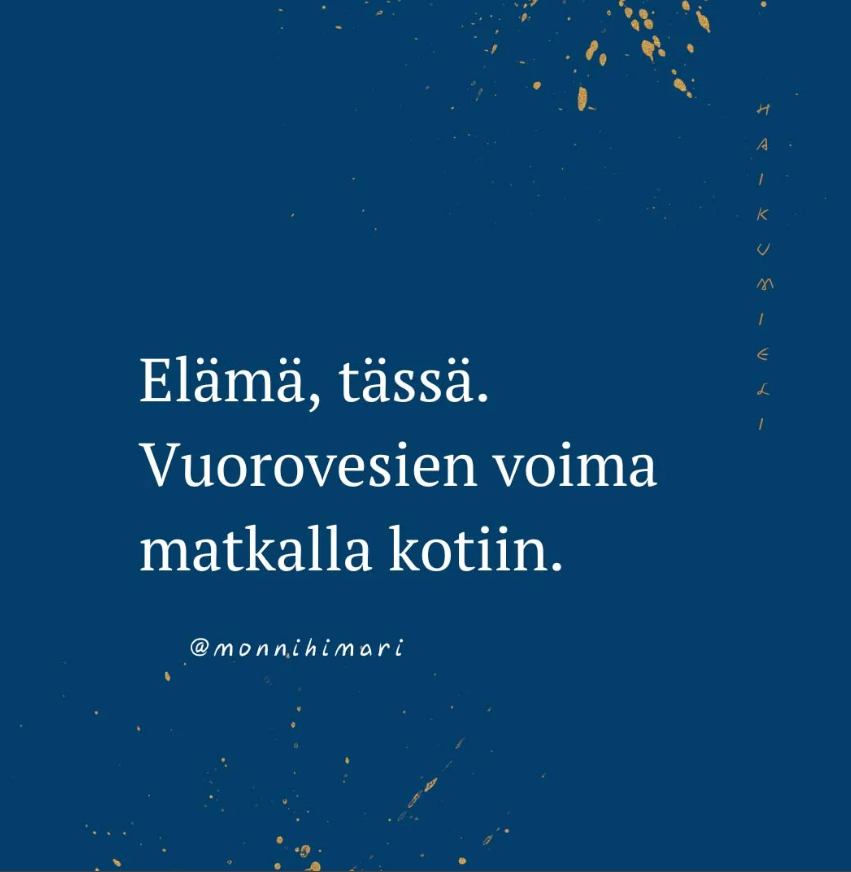 Elämä, tässä.
Vuorovesien voima
matkalla kotiin.
@monnihimari
HAIKUMIELI